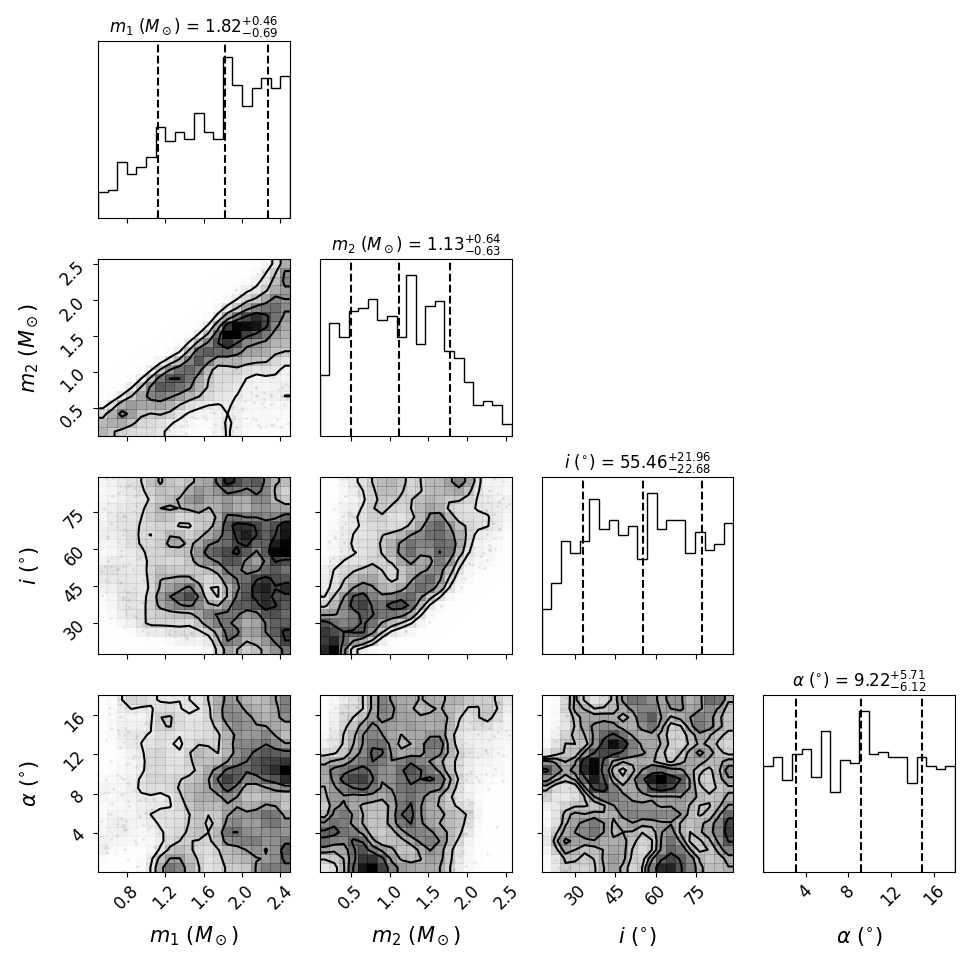 m₁ (M⊙) = 1.82+0.46−0.69
m₂ (M⊙) = 1.13+0.64−0.63
2.5
2.0
1.5
1.0
0.5
m₂ (M⊙)
i (°) = 55.46+21.96−22.68
75
60
45
30
i (°)
α (°) = 9.22+5.71−6.12
16
12
8
4
α (°)
0.8 1.2 1.6 2.0 2.4 0.5 1.0 1.5 2.0 2.5 30 45 60 75 4 8 12 16
m₁ (M⊙) m₂ (M⊙) i (°) α (°)